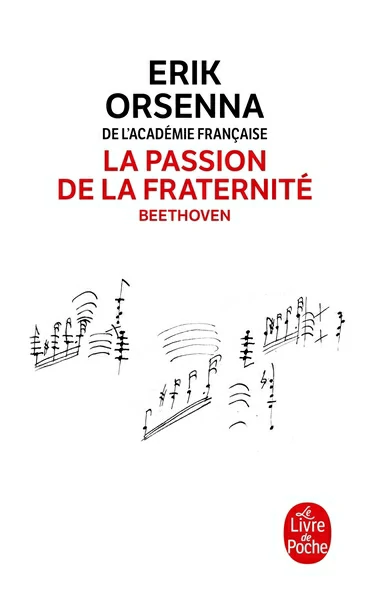 ERIK
ORSENNA
DE L'ACADÉMIE FRANÇAISE
LA PASSION
DE LA FRATERNITÉ
BEETHOVEN
Le
Livre
de
Poche